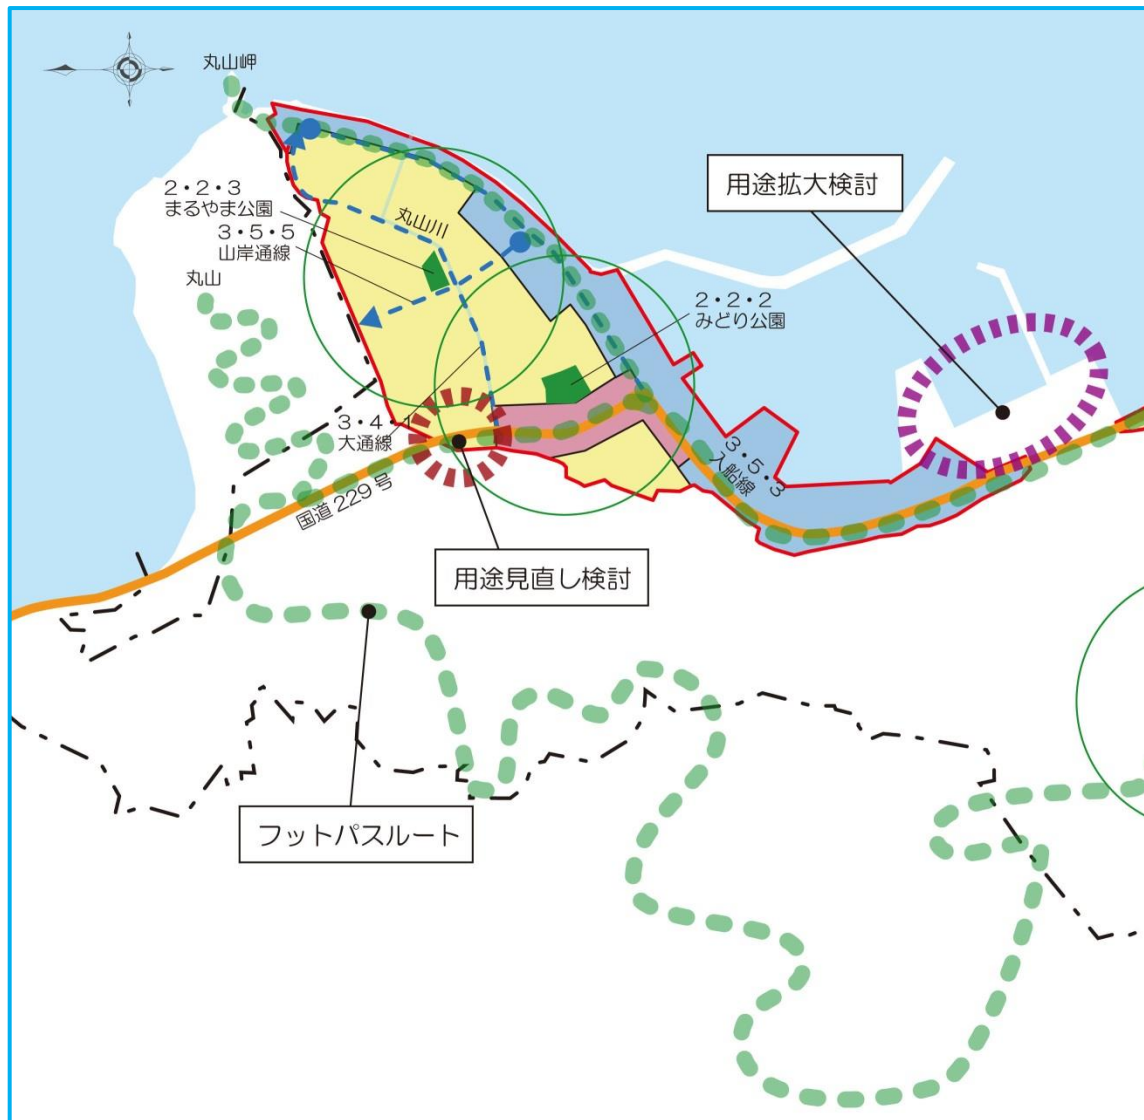 丸山岬
用途拡大検討
2・2・3
まるやま公園
3・5・5
山岸通線
丸山川
丸山
2・2・2
みどり公園
3・4・1
大通線
3・5・3
入船線
国道229号
用途見直し検討
フットパスルート